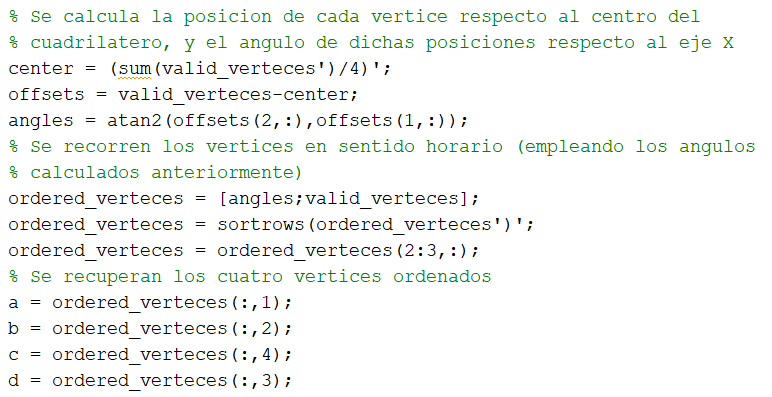 % Se calcula la posicion de cada vertice respecto al centro del
% cuadrilatero, y el angulo de dichas posiciones respecto al eje X
center = (sum(valid_verteces')/4)';
offsets = valid_verteces-center;
angles = atan2(offsets(2,:),offsets(1,:));
% Se recorren los vertices en sentido horario (empleando los angulos
% calculados anteriormente)
ordered_verteces = [angles;valid_verteces];
ordered_verteces = sortrows(ordered_verteces')';
ordered_verteces = ordered_verteces(2:3,:);
% Se recuperan los cuatro vertices ordenados
a = ordered_verteces(:,1);
b = ordered_verteces(:,2);
c = ordered_verteces(:,4);
d = ordered_verteces(:,3);